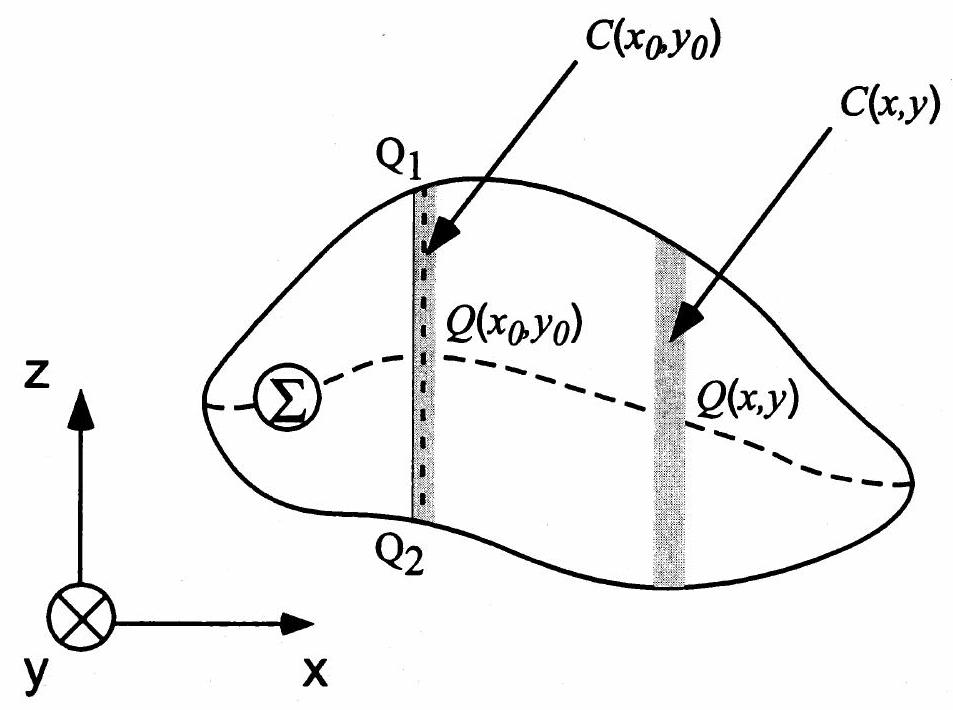 C(x0,y0)
C(x,y)
Q1
Q(x0,y0)
Σ
Q(x,y)
z
Q2
y
x